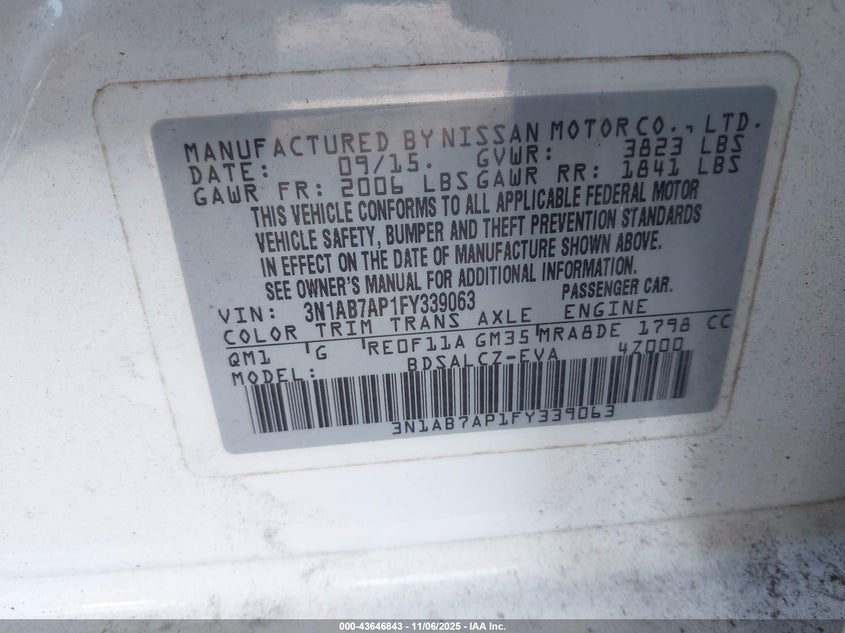 MANUFACTURED BY NISSAN MOTOR CO., LTD.
DATE: 09/15. GVWR: 3823 LBS
GAWR FR: 2006 LBS GAWR RR: 1841 LBS
THIS VEHICLE CONFORMS TO ALL APPLICABLE FEDERAL MOTOR
VEHICLE SAFETY, BUMPER AND THEFT PREVENTION STANDARDS
IN EFFECT ON THE DATE OF MANUFACTURE SHOWN ABOVE.
SEE OWNER'S MANUAL FOR ADDITIONAL INFORMATION.
VIN: 3N1AB7AP1FY339063 PASSENGER CAR.
COLOR TRIM TRANS AXLE ENGINE
QM1 G RE0F11A GM35 MRA8DE 1798 CC
MODEL: BDSALCZ-EVA 4Z000
3N1AB7AP1FY339063
000-43646843 - 11/06/2025 - IAA Inc.